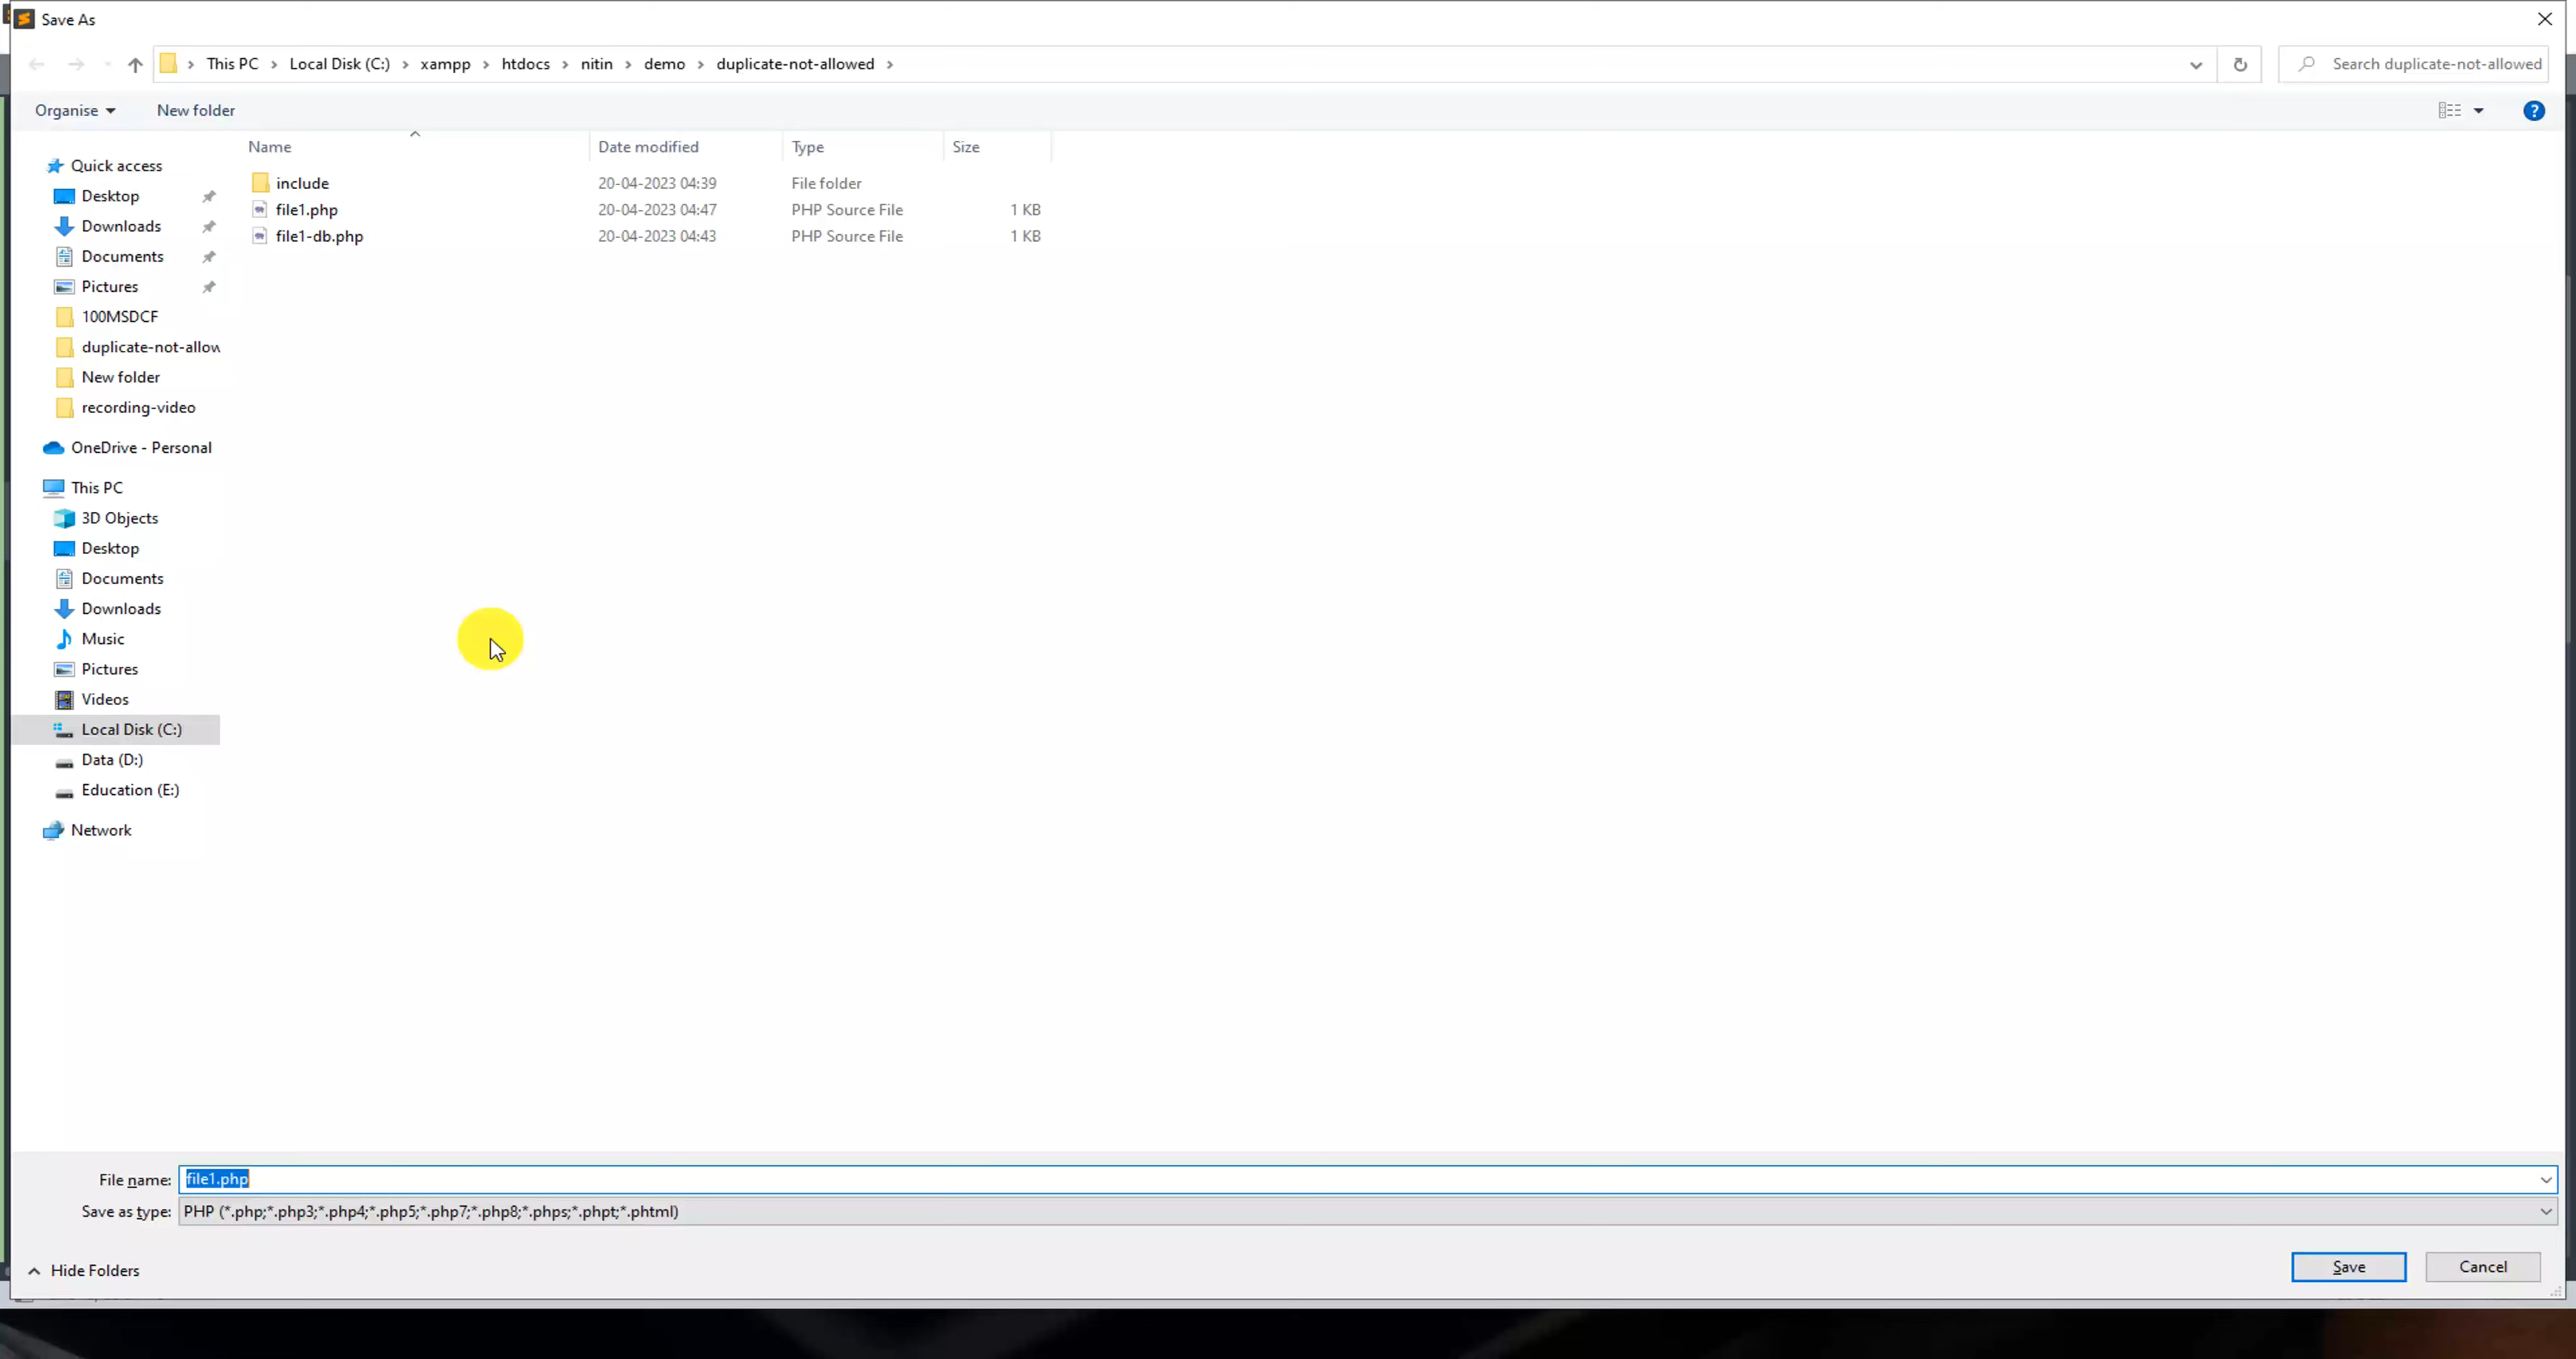 Save As
This PC › Local Disk (C:) › xampp › htdocs › nitin › demo › duplicate-not-allowed ›
Search duplicate-not-allowed
Organise
New folder
Name
Date modified
Type
Size
include 20-04-2023 04:39 File folder
file1.php 20-04-2023 04:47 PHP Source File 1 KB
file1-db.php 20-04-2023 04:43 PHP Source File 1 KB
Quick access
Desktop
Downloads
Documents
Pictures
100MSDCF
duplicate-not-allow
New folder
recording-video
OneDrive - Personal
This PC
3D Objects
Desktop
Documents
Downloads
Music
Pictures
Videos
Local Disk (C:)
Data (D:)
Education (E:)
Network
File name: file1.php
Save as type: PHP (*.php;*.php3;*.php4;*.php5;*.php7;*.php8;*.phps;*.phpt;*.phtml)
Hide Folders
Save
Cancel